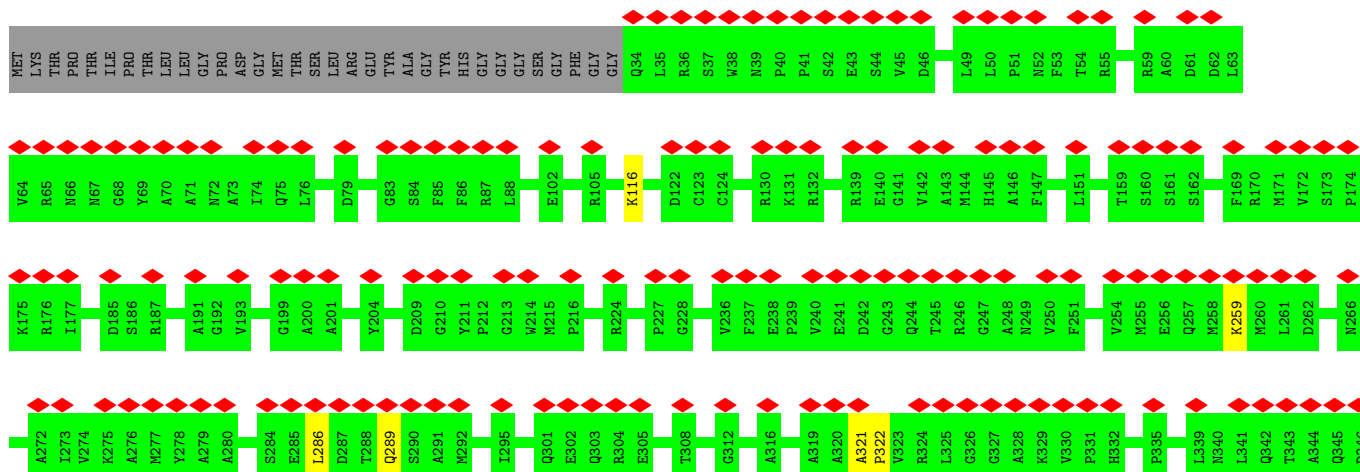 MET LYS THR PRO THR ILE PRO THR LEU LEU GLY PRO ASP GLY MET THR SER LEU ARG GLU TYR ALA GLY TYR HIS GLY GLY GLY SER GLY PHE GLY GLY Q34 L35 R36 S37 W38 N39 P40 P41 S42 E43 S44 V45 D46 L49 L50 P51 N52 F53 T54 R55 R59 A60 D61 D62 L63
V64 R65 N66 N67 G68 Y69 A70 A71 N72 A73 I74 Q75 L76 D79 G83 S84 F85 F86 R87 L88 E102 R105 K116 D122 C123 C124 R130 K131 R132 R139 E140 G141 V142 A143 M144 H145 A146 F147 L151 T159 S160 S161 S162 F169 R170 M171 V172 S173 P174
K175 R176 I177 D185 S186 R187 A191 G192 V193 G199 A200 A201 Y204 D209 G210 Y211 P212 G213 W214 M215 P216 R224 P227 G228 V236 F237 E238 P239 V240 E241 D242 G243 Q244 T245 R246 G247 A248 N249 V250 F251 V254 M255 E256 Q257 M258 K259 M260 L261 D262 N266
A272 I273 V274 K275 A276 M277 Y278 A279 A280 S284 E285 L286 D287 T288 Q289 S290 A291 M292 I295 Q301 E302 Q303 R304 E305 T308 G312 A316 A319 A320 A321 P322 V323 R324 L325 G326 G327 A328 K329 V330 P331 H332 P335 L339 N340 L341 Q342 T343 A344 Q345